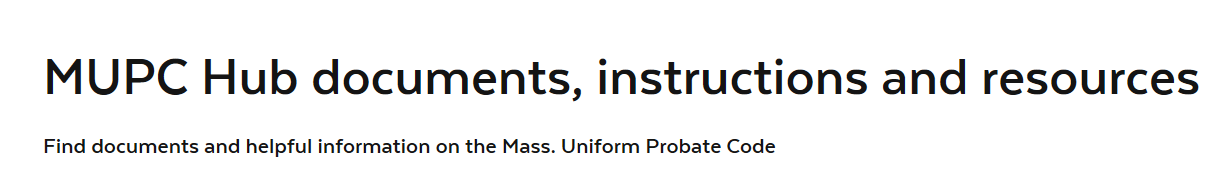 MUPC Hub documents, instructions and resources
Find documents and helpful information on the Mass. Uniform Probate Code